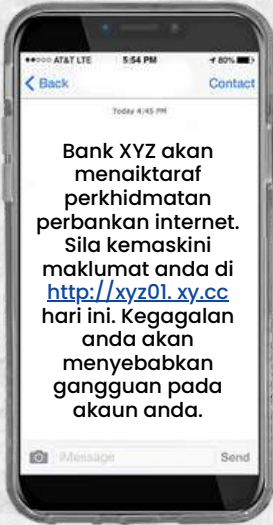 AT&T LTE 5:54 PM 80%
Back Contact
Today 4:45 PM
Bank XYZ akan
menaiktaraf
perkhidmatan
perbankan internet.
Sila kemaskini
maklumat anda di
http://xyz01. xy.cc
hari ini. Kegagalan
anda akan
menyebabkan
gangguan pada
akaun anda.
iMessage Send